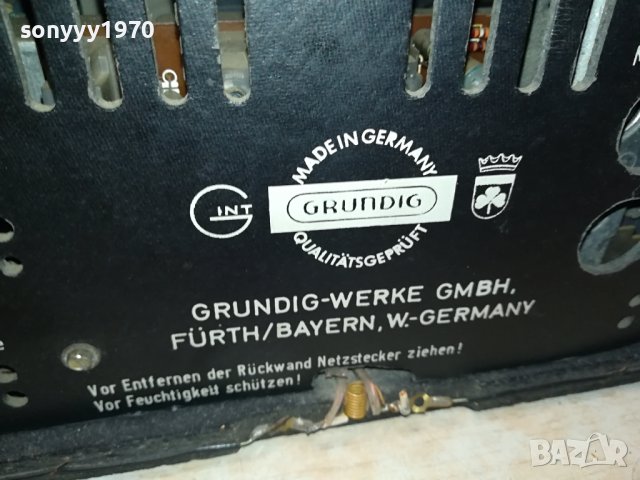 sonyyy1970
MADE IN GERMANY
G INT
GRUNDIG
QUALITÄTSGEPRÜFT
GRUNDIG-WERKE GMBH,
FÜRTH/BAYERN, W.-GERMANY
Vor Entfernen der Rückwand Netzstecker ziehen!
Vor Feuchtigkeit schützen!
BAZAR
bg